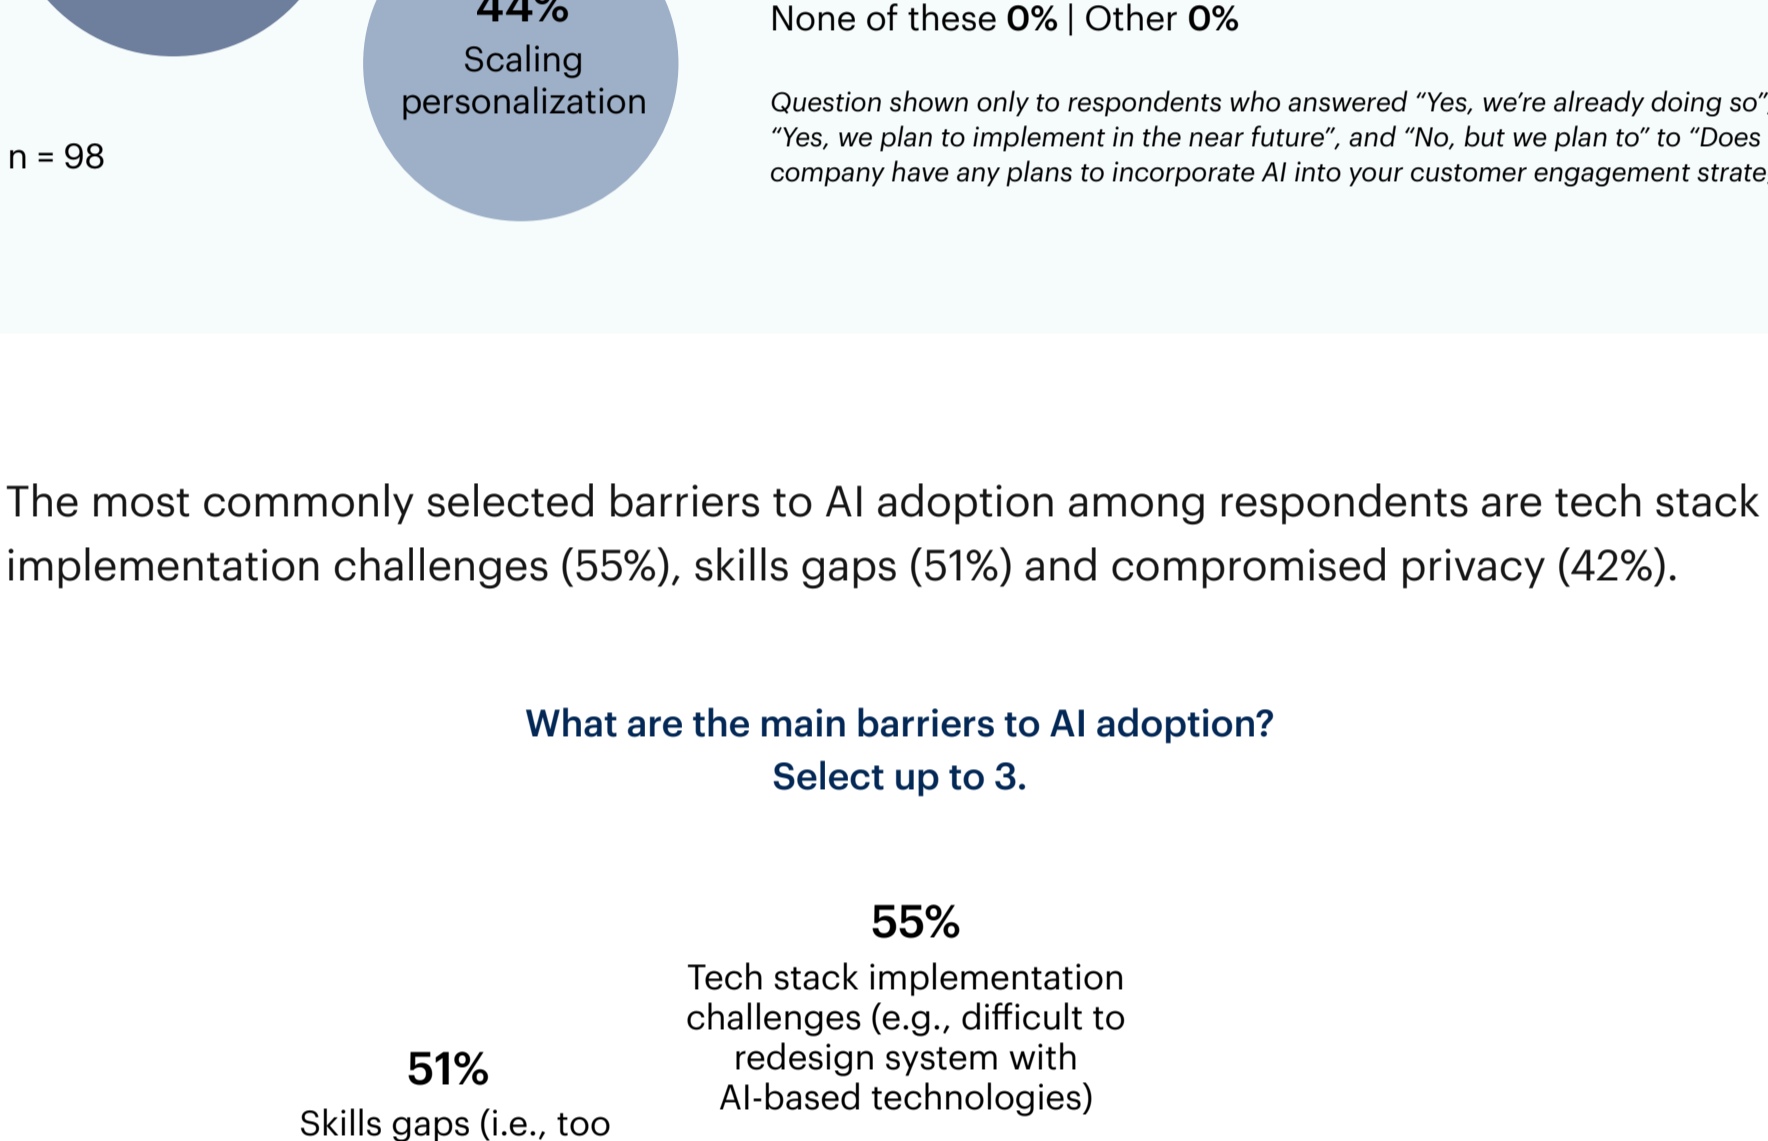 44%
Scaling
personalization
n = 98
None of these 0% | Other 0%
Question shown only to respondents who answered “Yes, we’re already doing so”,
“Yes, we plan to implement in the near future”, and “No, but we plan to” to “Does
company have any plans to incorporate AI into your customer engagement
The most commonly selected barriers to AI adoption among respondents are tech stack
implementation challenges (55%), skills gaps (51%) and compromised privacy (42%).
What are the main barriers to AI adoption?
Select up to 3.
55%
Tech stack implementation
challenges (e.g., difficult to
redesign system with
AI-based technologies)
51%
Skills gaps (i.e., too